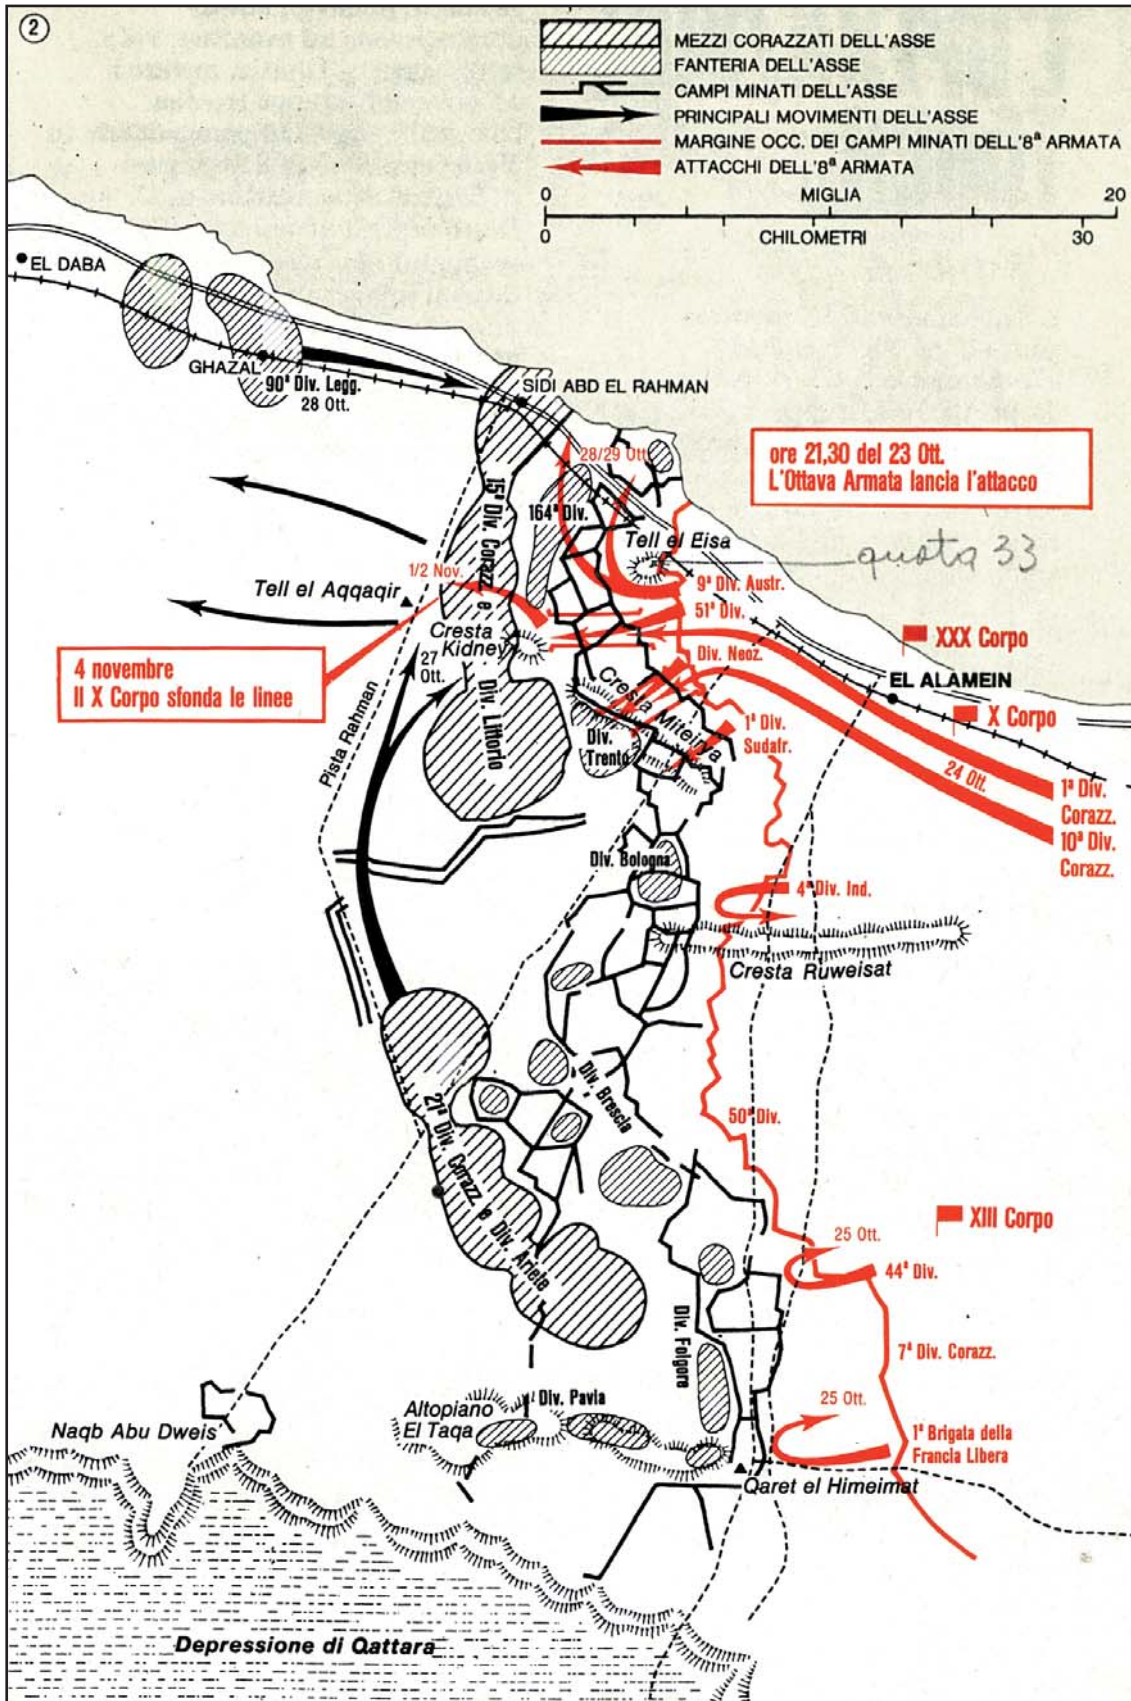 2
MEZZI CORAZZATI DELL'ASSE
FANTERIA DELL'ASSE
CAMPI MINATI DELL'ASSE
PRINCIPALI MOVIMENTI DELL'ASSE
MARGINE OCC. DEI CAMPI MINATI DELL'8ª ARMATA
ATTACCHI DELL'8ª ARMATA
0 MIGLIA 20
0 CHILOMETRI 30
EL DABA
GHAZAL
90ª Div. Legg.
28 Ott.
SIDI ABD EL RAHMAN
28/29 Ott.
ore 21,30 del 23 Ott.
L'Ottava Armata lancia l'attacco
15ª Div. Corazz. e Div. Littorio
164ª Div.
Tell el Eisa
quota 33
1/2 Nov.
Tell el Aqqaqir
9ª Div. Austr.
51ª Div.
Cresta
Kidney
Div. Neoz.
XXX Corpo
4 novembre
Il X Corpo sfonda le linee
27
Ott.
EL ALAMEIN
Cresta Miteirya
X Corpo
Pista Rahman
Div.
Trento
1ª Div.
Sudafr.
24 Ott.
1ª Div.
Corazz.
10ª Div.
Corazz.
Div. Bologna
4ª Div. Ind.
Cresta Ruweisat
Div. Brescia
21ª Div. Corazz. e Div. Ariete
50ª Div.
XIII Corpo
25 Ott.
44ª Div.
Div. Folgore
7ª Div. Corazz.
Div. Pavia
Altopiano
El Taqa
25 Ott.
Naqb Abu Dweis
1ª Brigata della
Francia Libera
Qaret el Himeimat
Depressione di Qattara